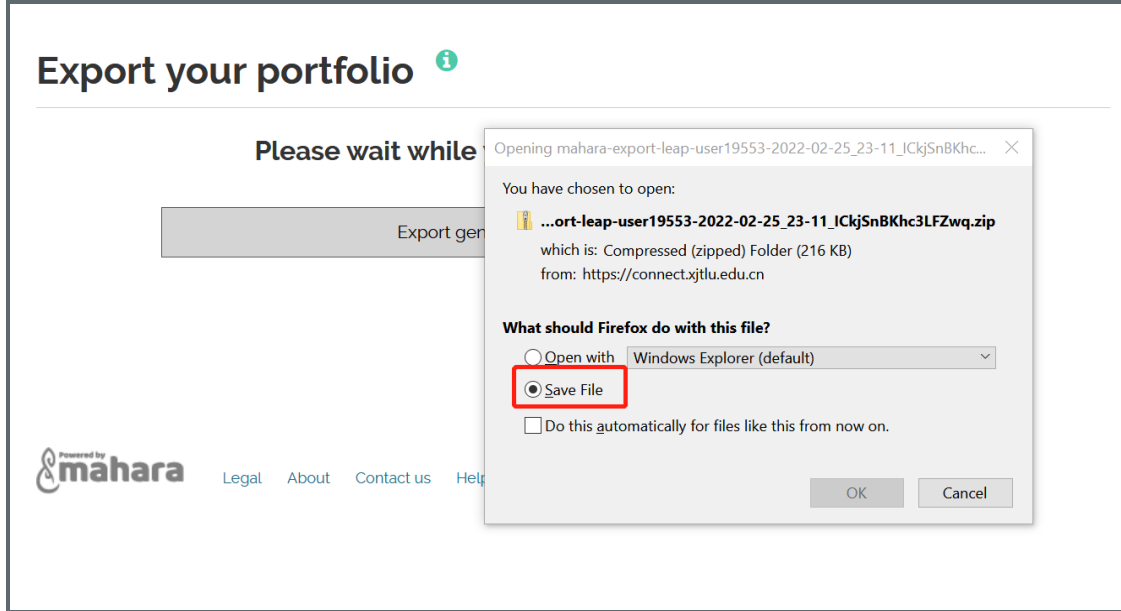 Export your portfolio
Please wait while
Opening mahara-export-leap-user19553-2022-02-25_23-11_ICkjSnBKhc...
You have chosen to open:
...ort-leap-user19553-2022-02-25_23-11_ICkjSnBKhc3LFZwq.zip
which is: Compressed (zipped) Folder (216 KB)
from: https://connect.xjtlu.edu.cn
Export gen
What should Firefox do with this file?
Open with Windows Explorer (default)
Save File
Do this automatically for files like this from now on.
Powered by
mahara
Legal About Contact us Help
OK Cancel